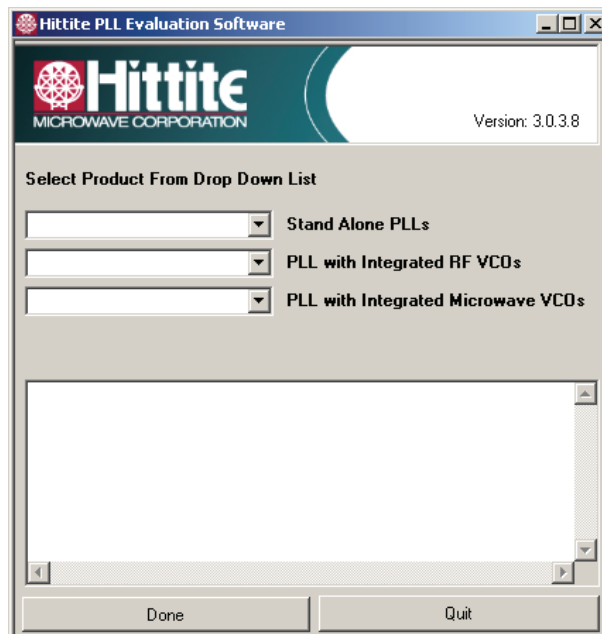 Hittite PLL Evaluation Software
Hittite
MICROWAVE CORPORATION
Version: 3.0.3.8
Select Product From Drop Down List
Stand Alone PLLs
PLL with Integrated RF VCOs
PLL with Integrated Microwave VCOs
Done
Quit